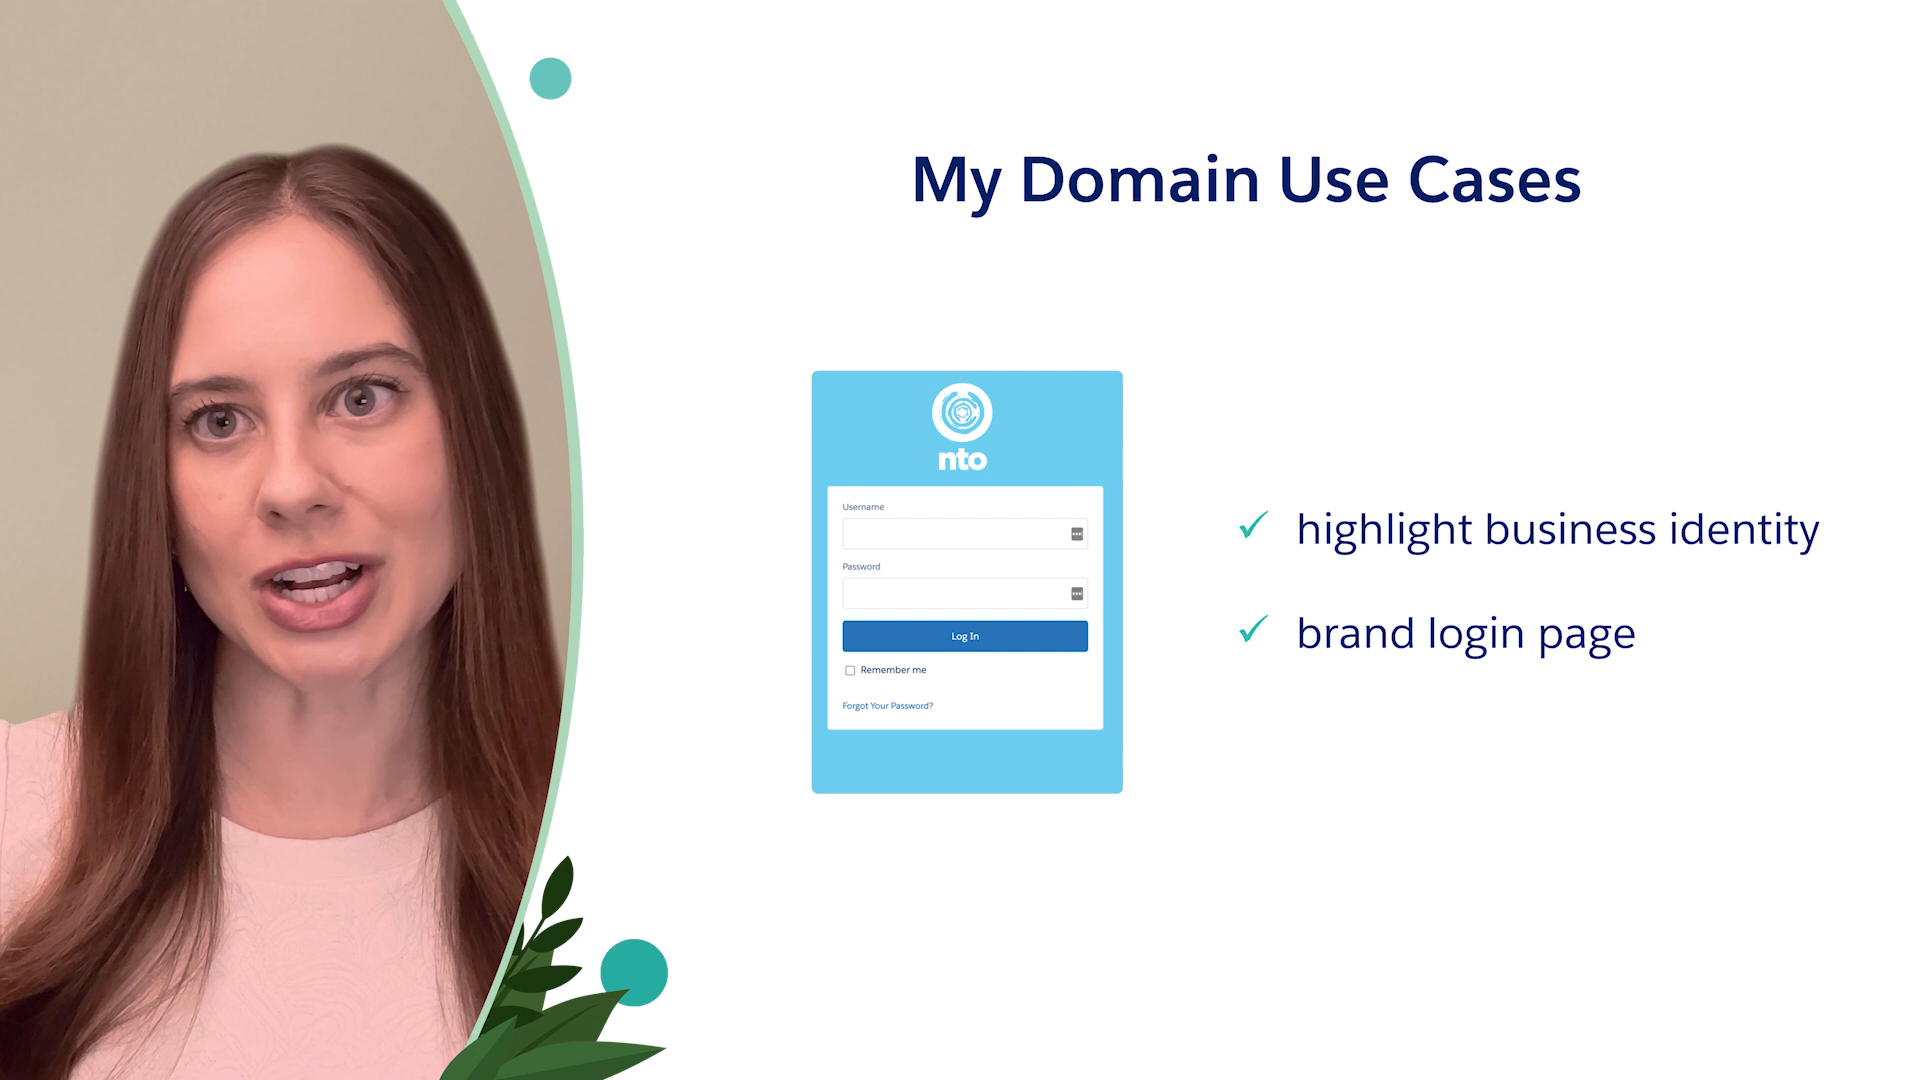 My Domain Use Cases
nto
Username
Password
Log In
Remember me
Forgot Your Password?
highlight business identity
brand login page